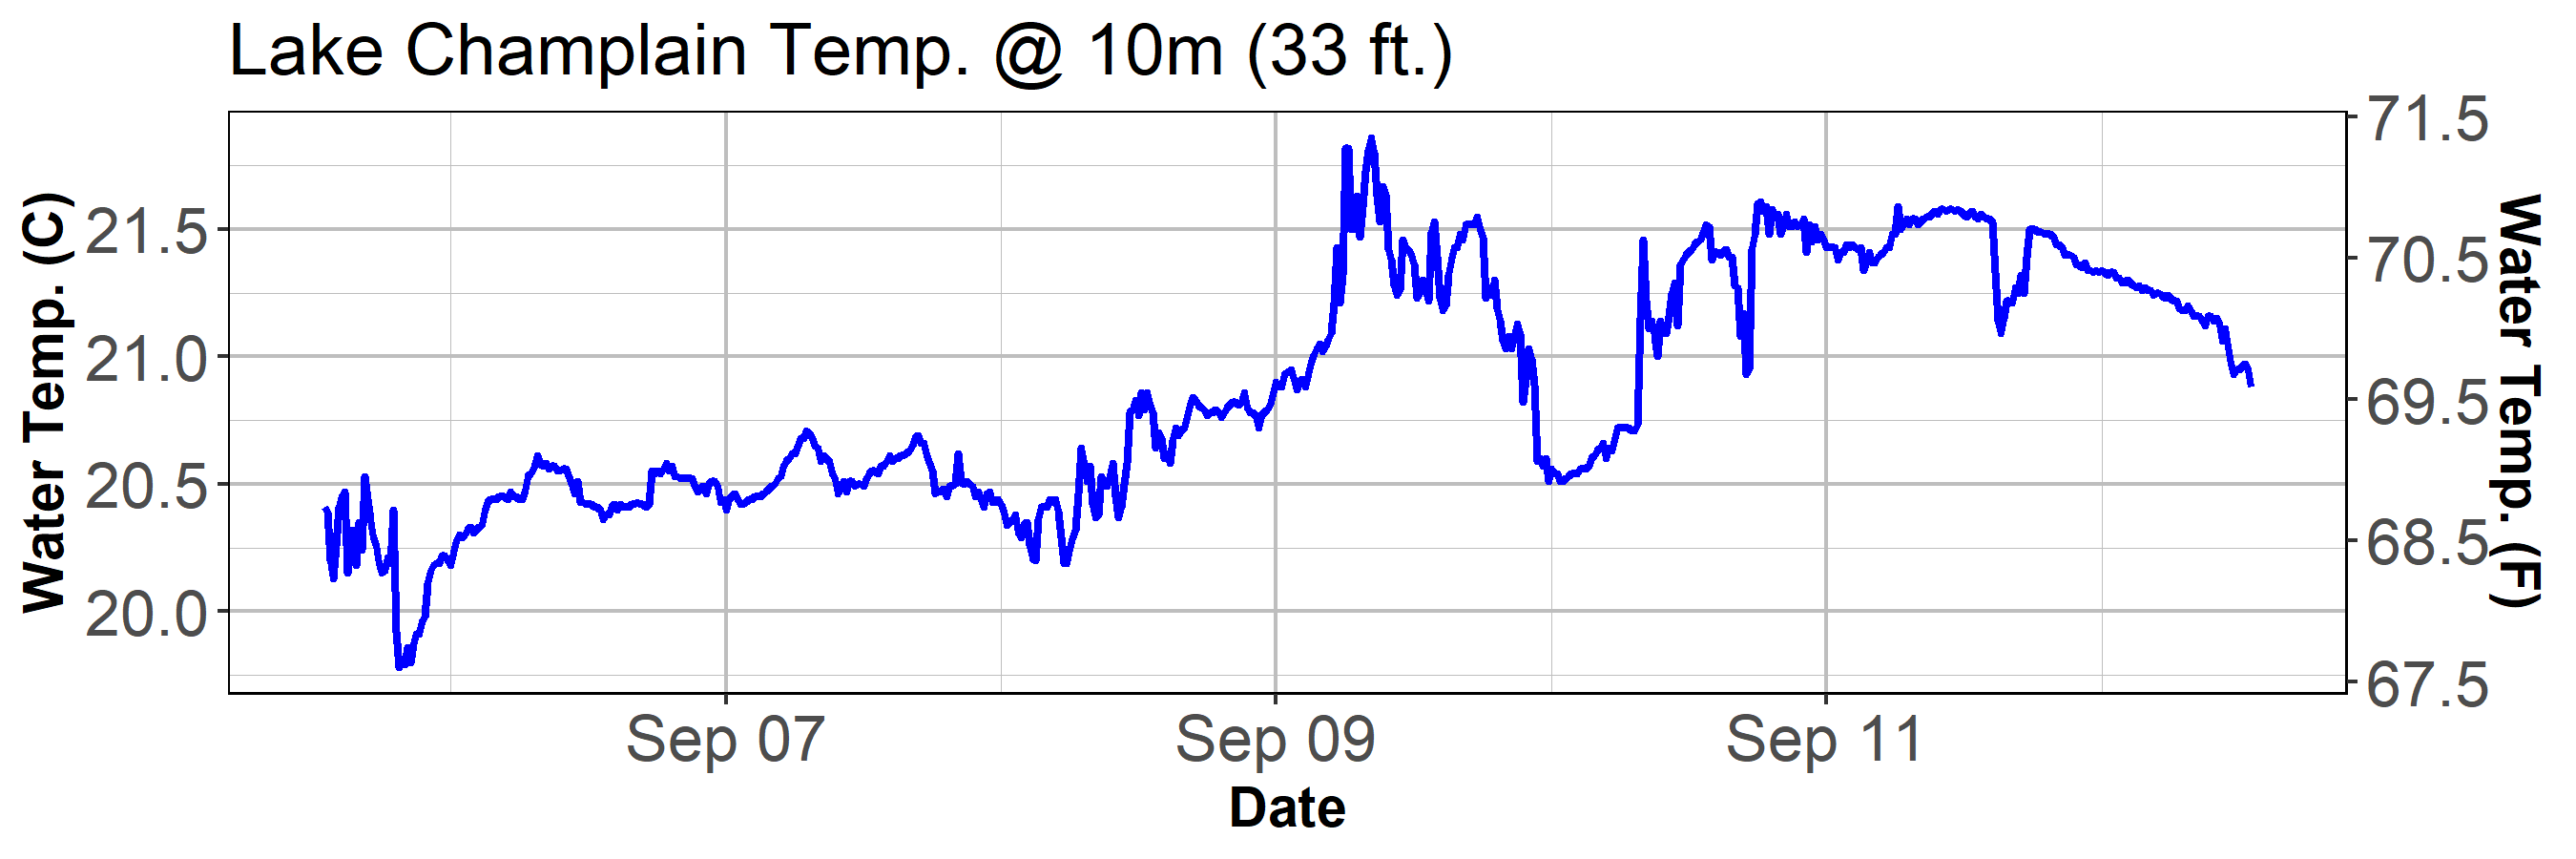 Lake Champlain Temp. @ 10m (33 ft.)
Water Temp. (C)
21.5
21.0
20.5
20.0
71.5
70.5
69.5
68.5
67.5
Water Temp. (F)
Sep 07
Sep 09
Sep 11
Date